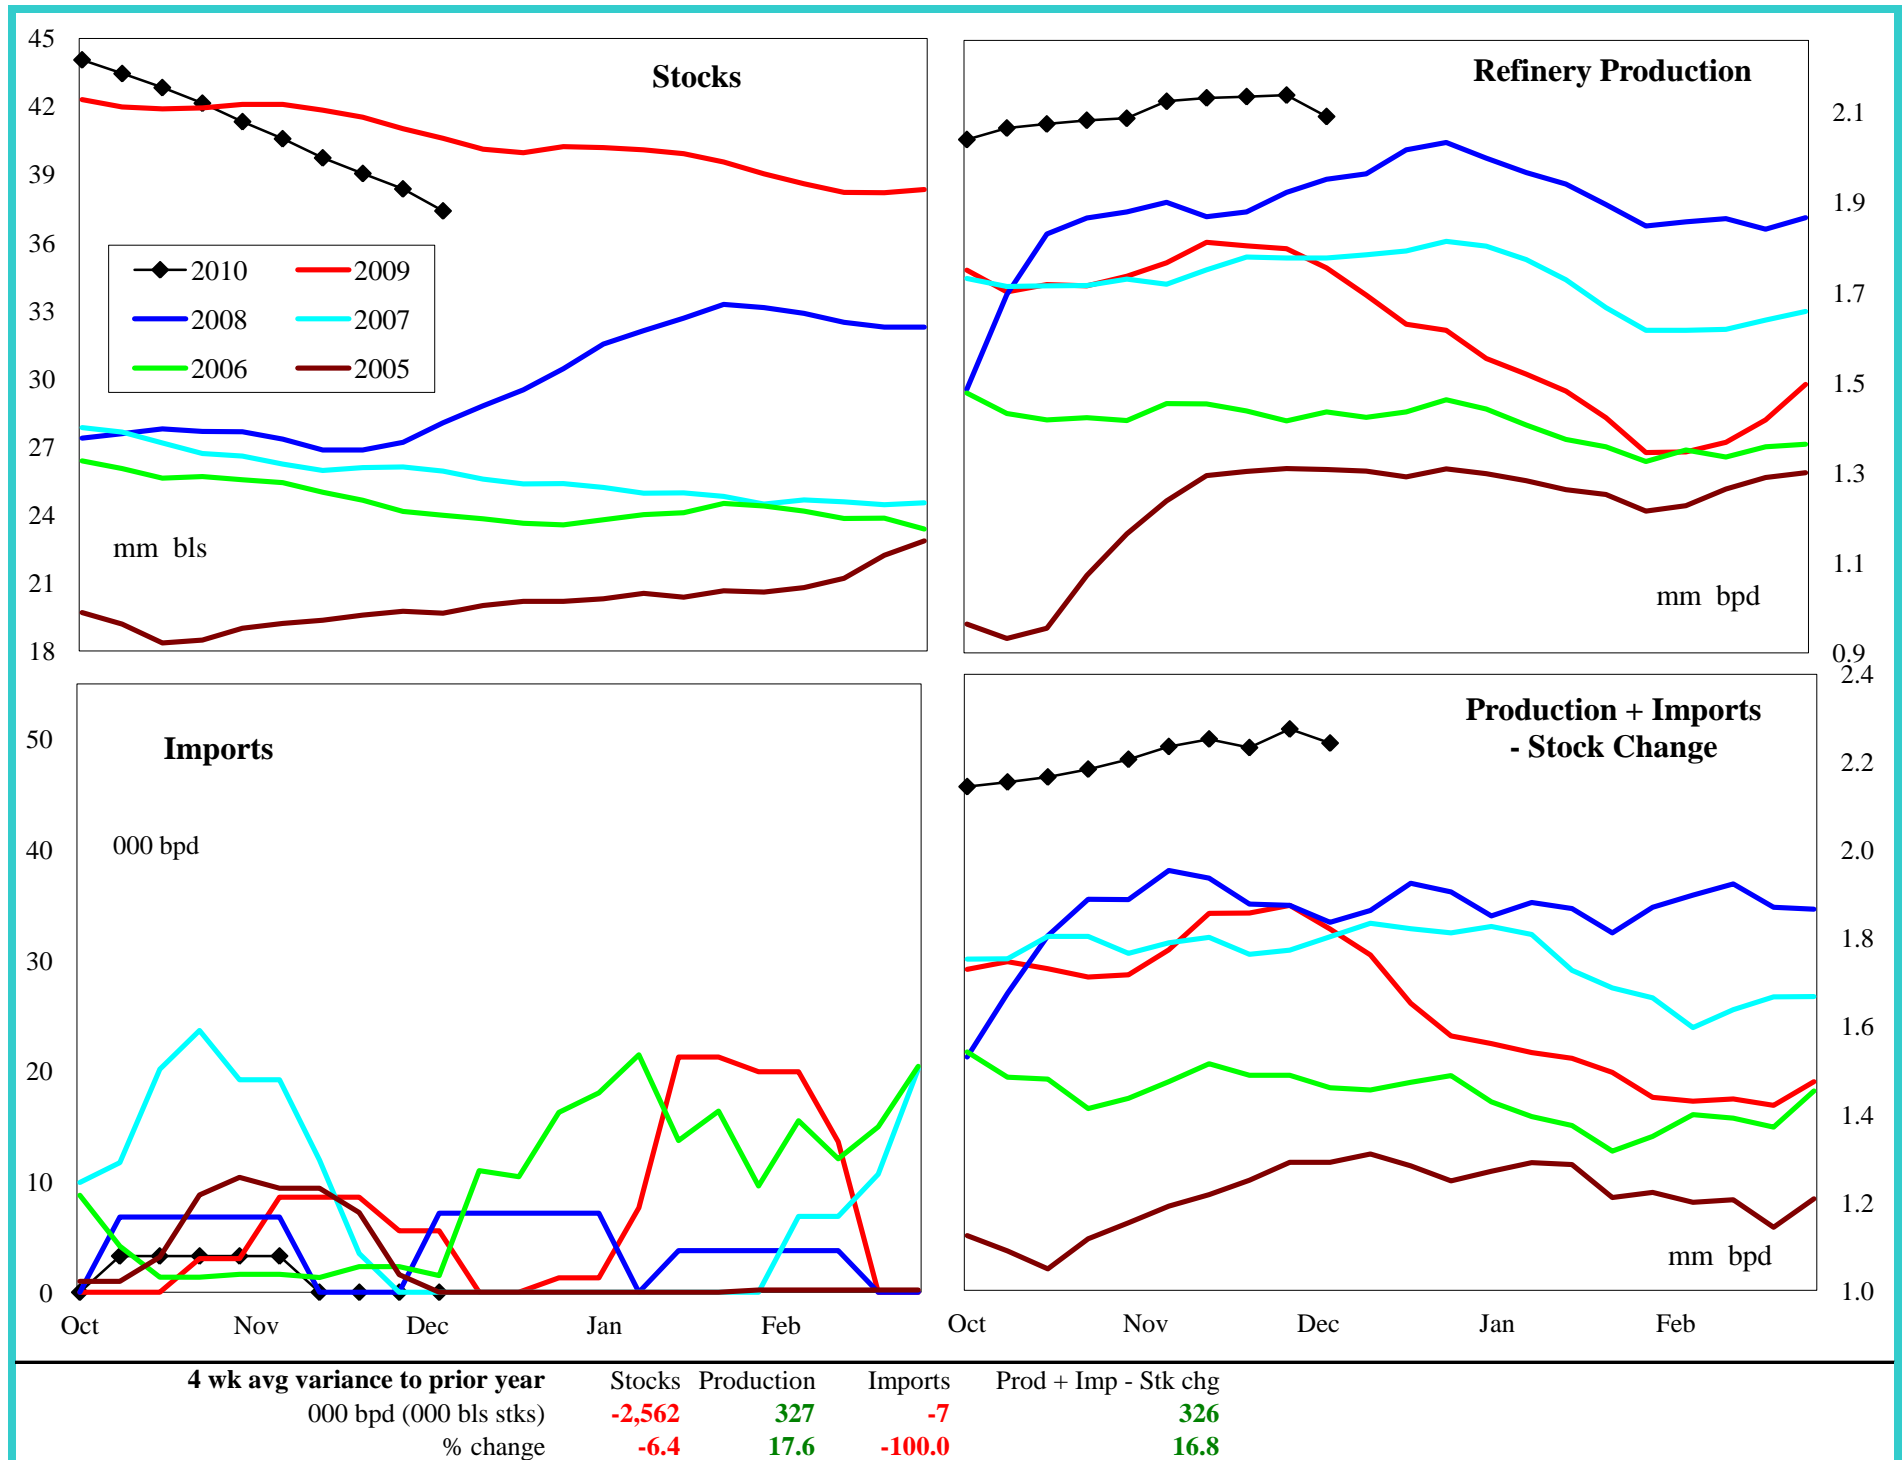 45
42
39
36
33
30
27
24
21
18
Stocks
2010 2009
2008 2007
2006 2005
mm bls
Refinery Production
2.1
1.9
1.7
1.5
1.3
1.1
0.9
mm bpd
Imports
50
40
30
20
10
0
000 bpd
Oct Nov Dec Jan Feb
Production + Imports
- Stock Change
2.4
2.2
2.0
1.8
1.6
1.4
1.2
1.0
mm bpd
Oct Nov Dec Jan Feb
4 wk avg variance to prior year Stocks Production Imports Prod + Imp - Stk chg
000 bpd (000 bls stks) -2,562 327 -7 326
% change -6.4 17.6 -100.0 16.8